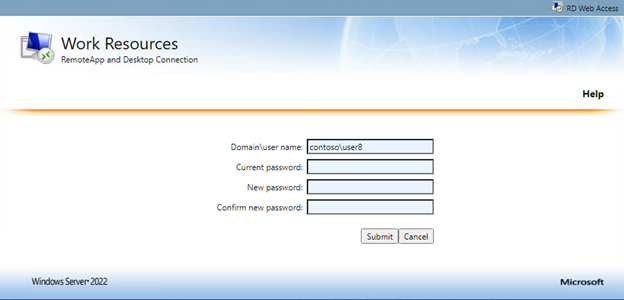 RD Web Access
Work Resources
RemoteApp and Desktop Connection
Help
Domain\user name: contoso\user8
Current password:
New password:
Confirm new password:
Submit Cancel
Windows Server® 2022 Microsoft